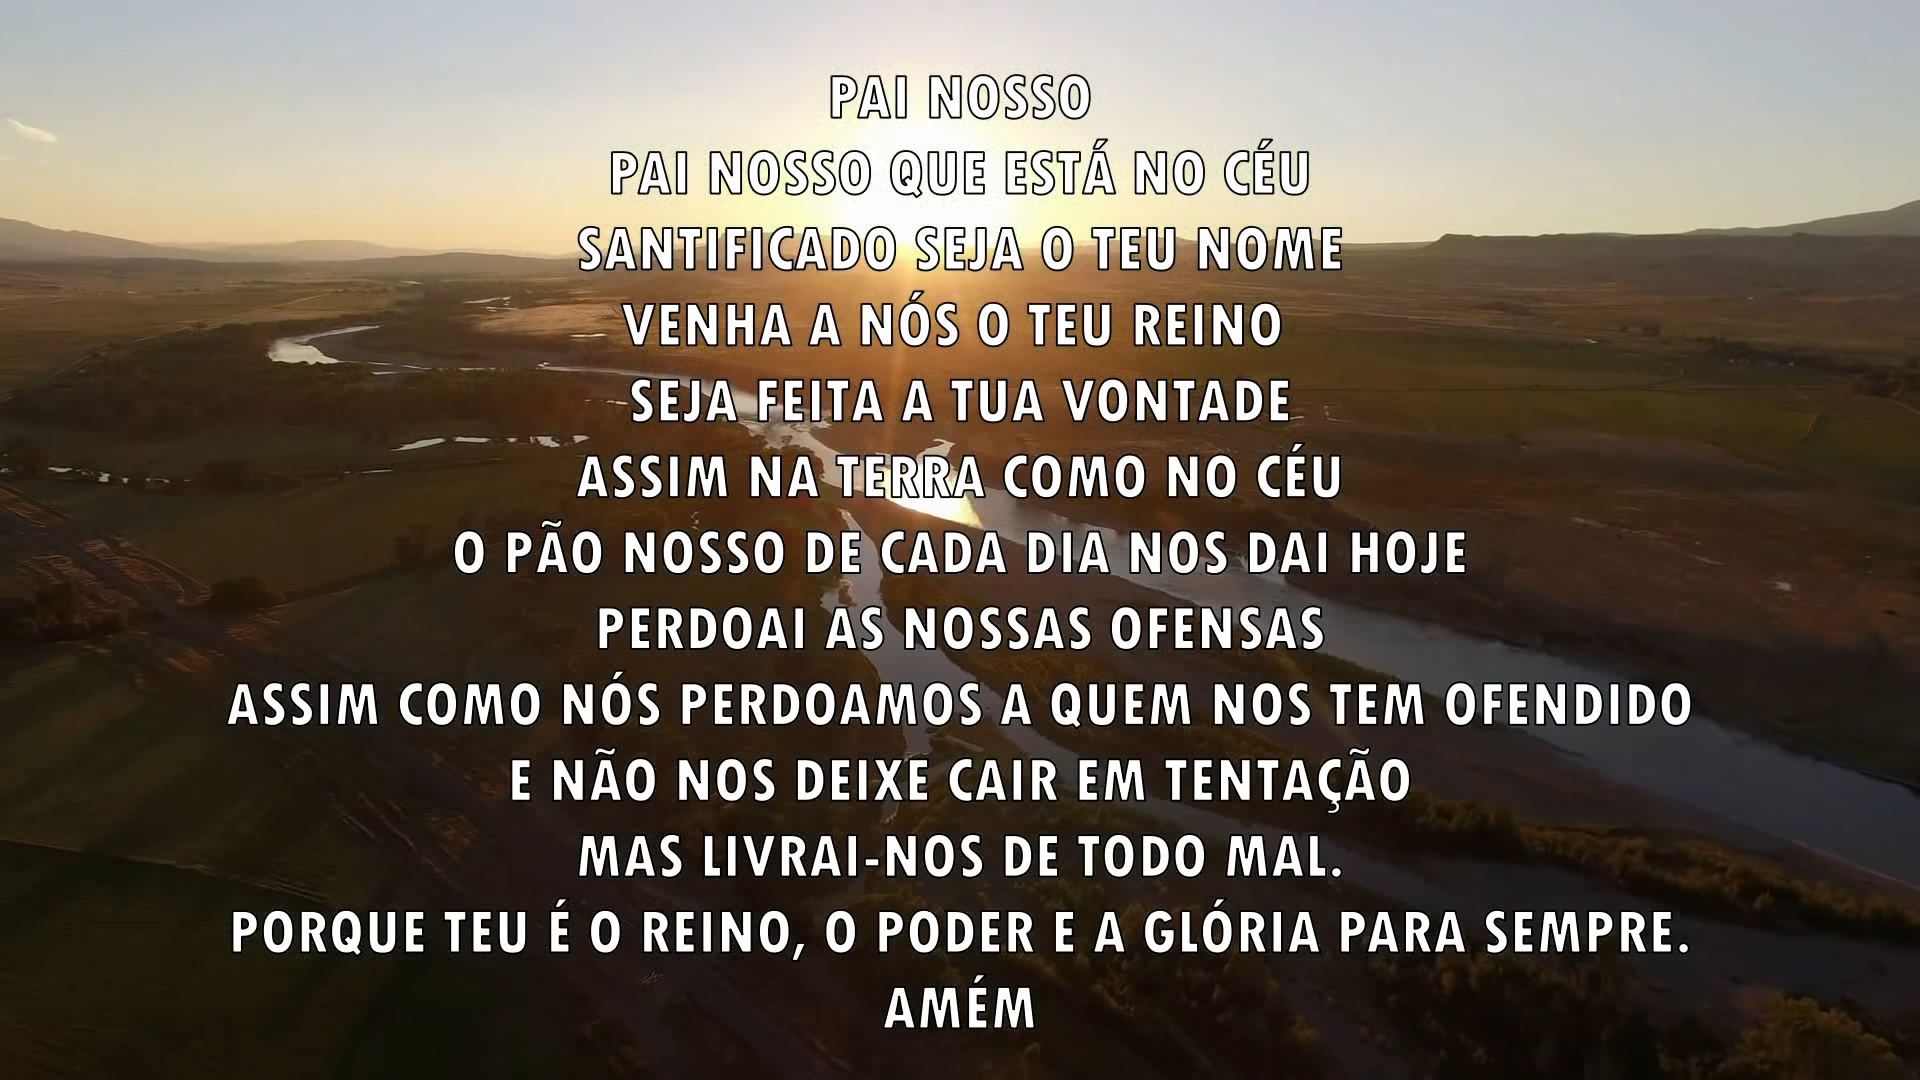 PAI NOSSO
PAI NOSSO QUE ESTÁ NO CÉU
SANTIFICADO SEJA O TEU NOME
VENHA A NÓS O TEU REINO
SEJA FEITA A TUA VONTADE
ASSIM NA TERRA COMO NO CÉU
O PÃO NOSSO DE CADA DIA NOS DAI HOJE
PERDOAI AS NOSSAS OFENSAS
ASSIM COMO NÓS PERDOAMOS A QUEM NOS TEM OFENDIDO
E NÃO NOS DEIXE CAIR EM TENTAÇÃO
MAS LIVRAI-NOS DE TODO MAL.
PORQUE TEU É O REINO, O PODER E A GLÓRIA PARA SEMPRE.
AMÉM